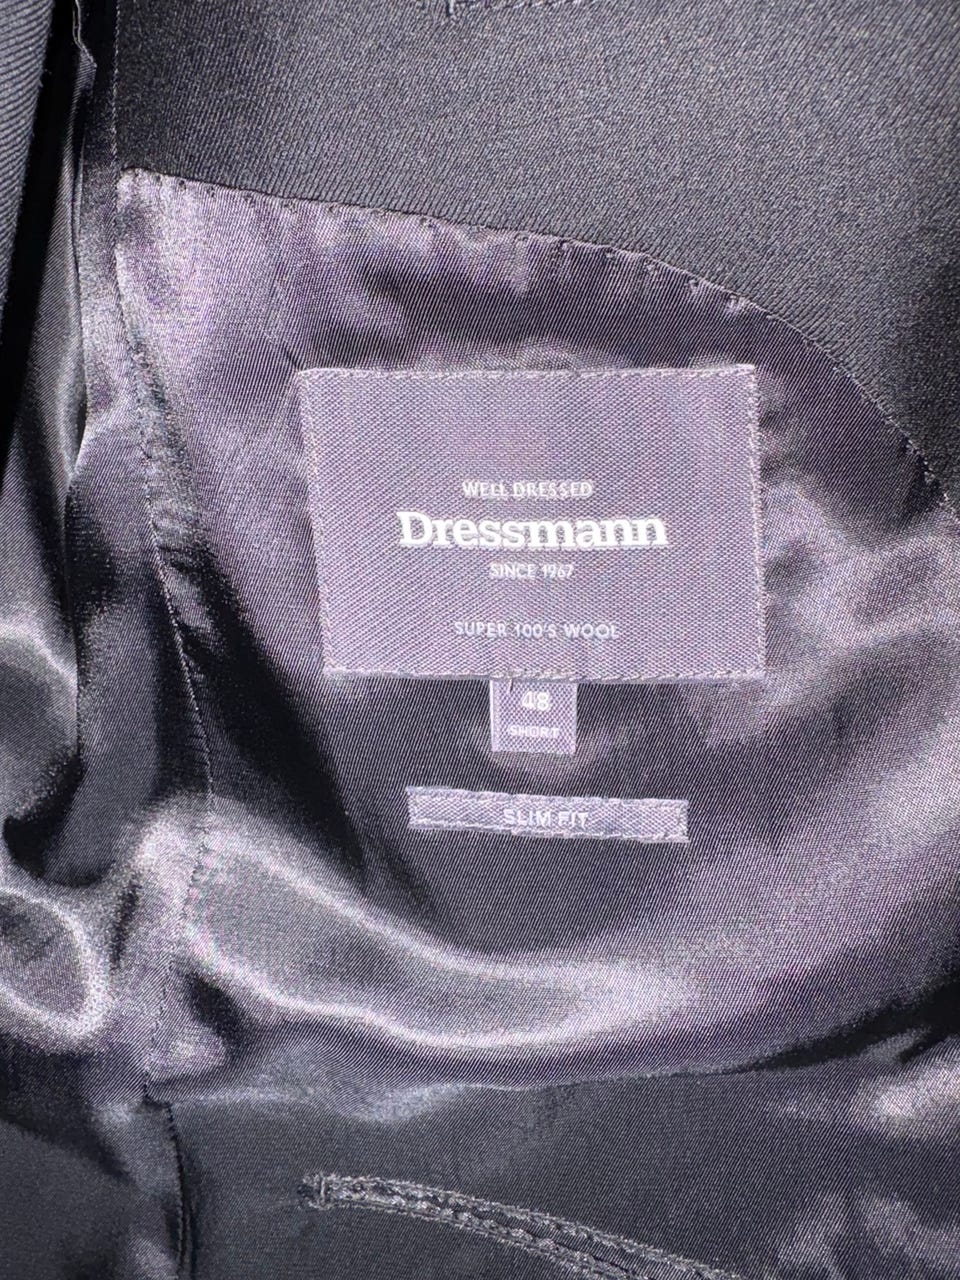 WELL DRESSED
Dressmann
SINCE 1967
SUPER 100'S WOOL
48
SHORT
SLIM FIT